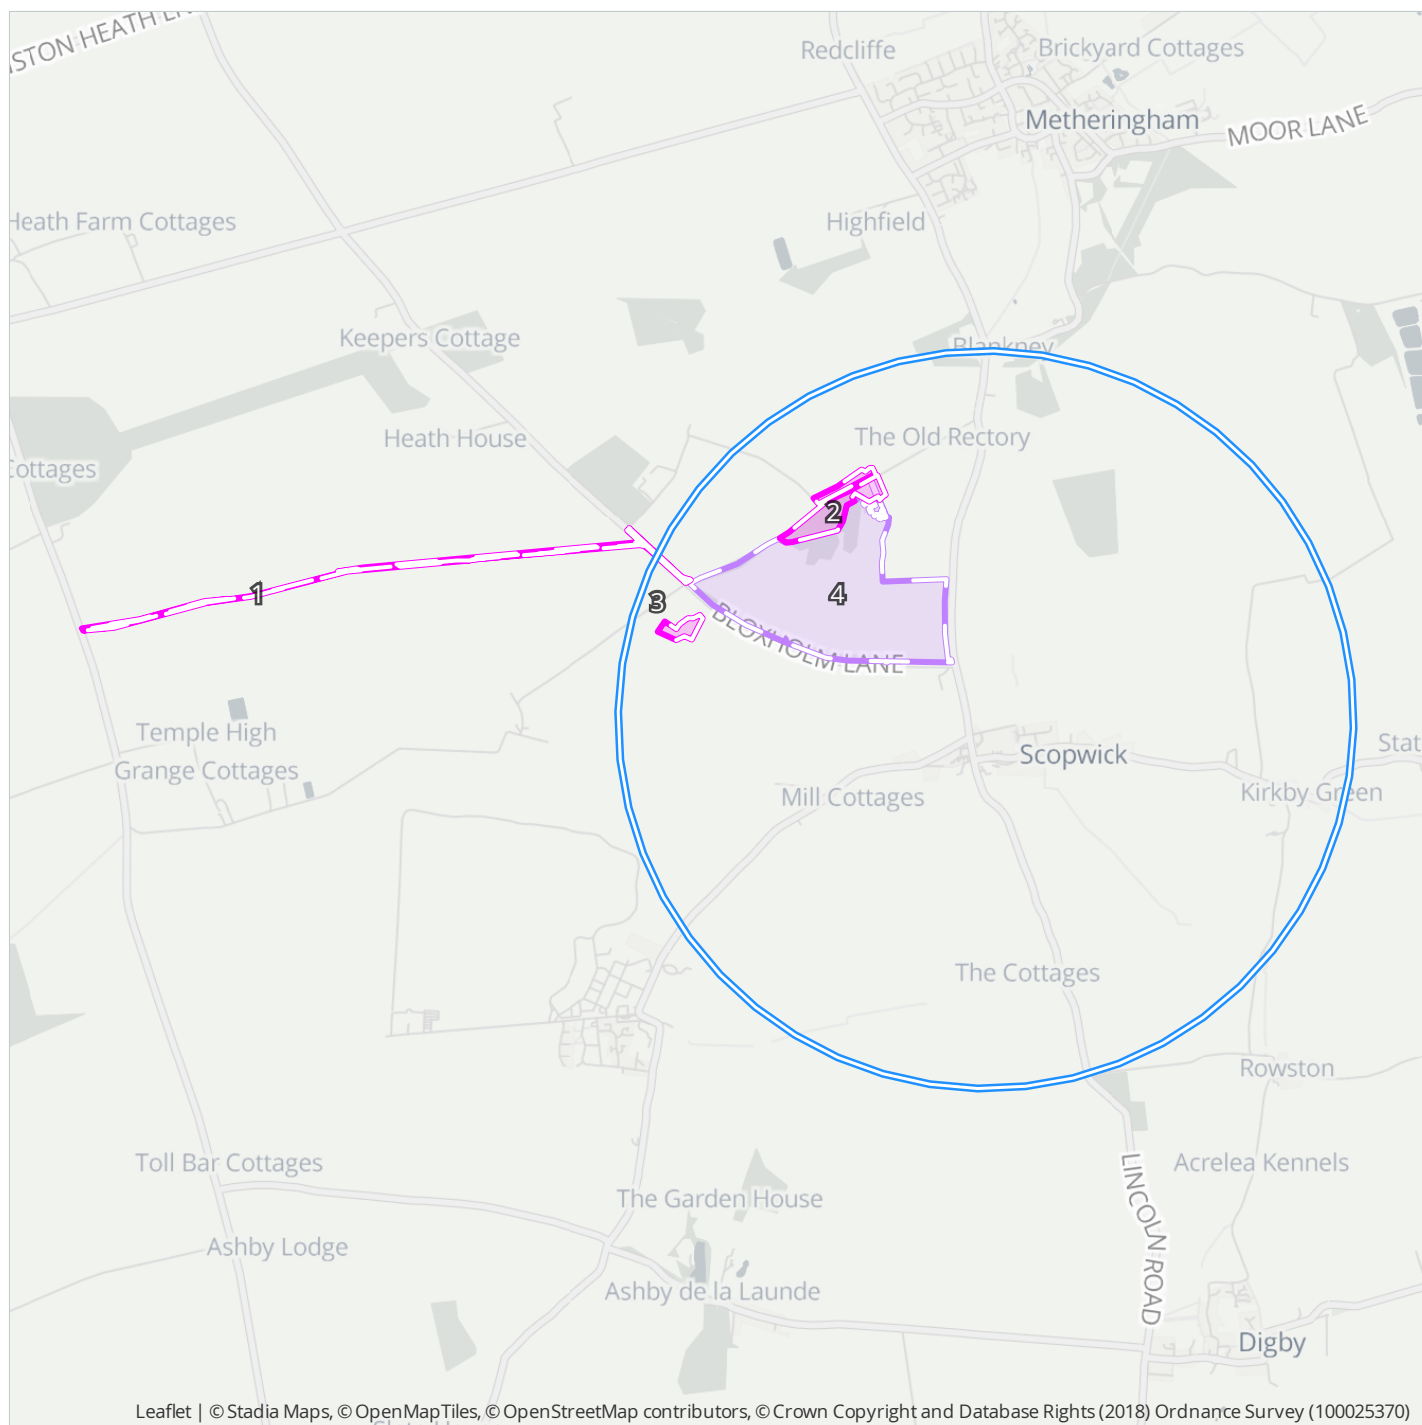 Redcliffe
Brickyard Cottages
Metheringham
MOOR LANE
Heath Farm Cottages
Highfield
Keepers Cottage
Blankney
Heath House
The Old Rectory
Cottages
2
1
3
4
BLOXHOLM LANE
Temple High
Grange Cottages
Scopwick
Mill Cottages
Kirkby Green
The Cottages
Rowston
Toll Bar Cottages
Acrelea Kennels
The Garden House
LINCOLN ROAD
Ashby Lodge
Ashby de la Launde
Digby
Leaflet | © Stadia Maps, © OpenMapTiles, © OpenStreetMap contributors, © Crown Copyright and Database Rights (2018) Ordnance Survey (100025370)